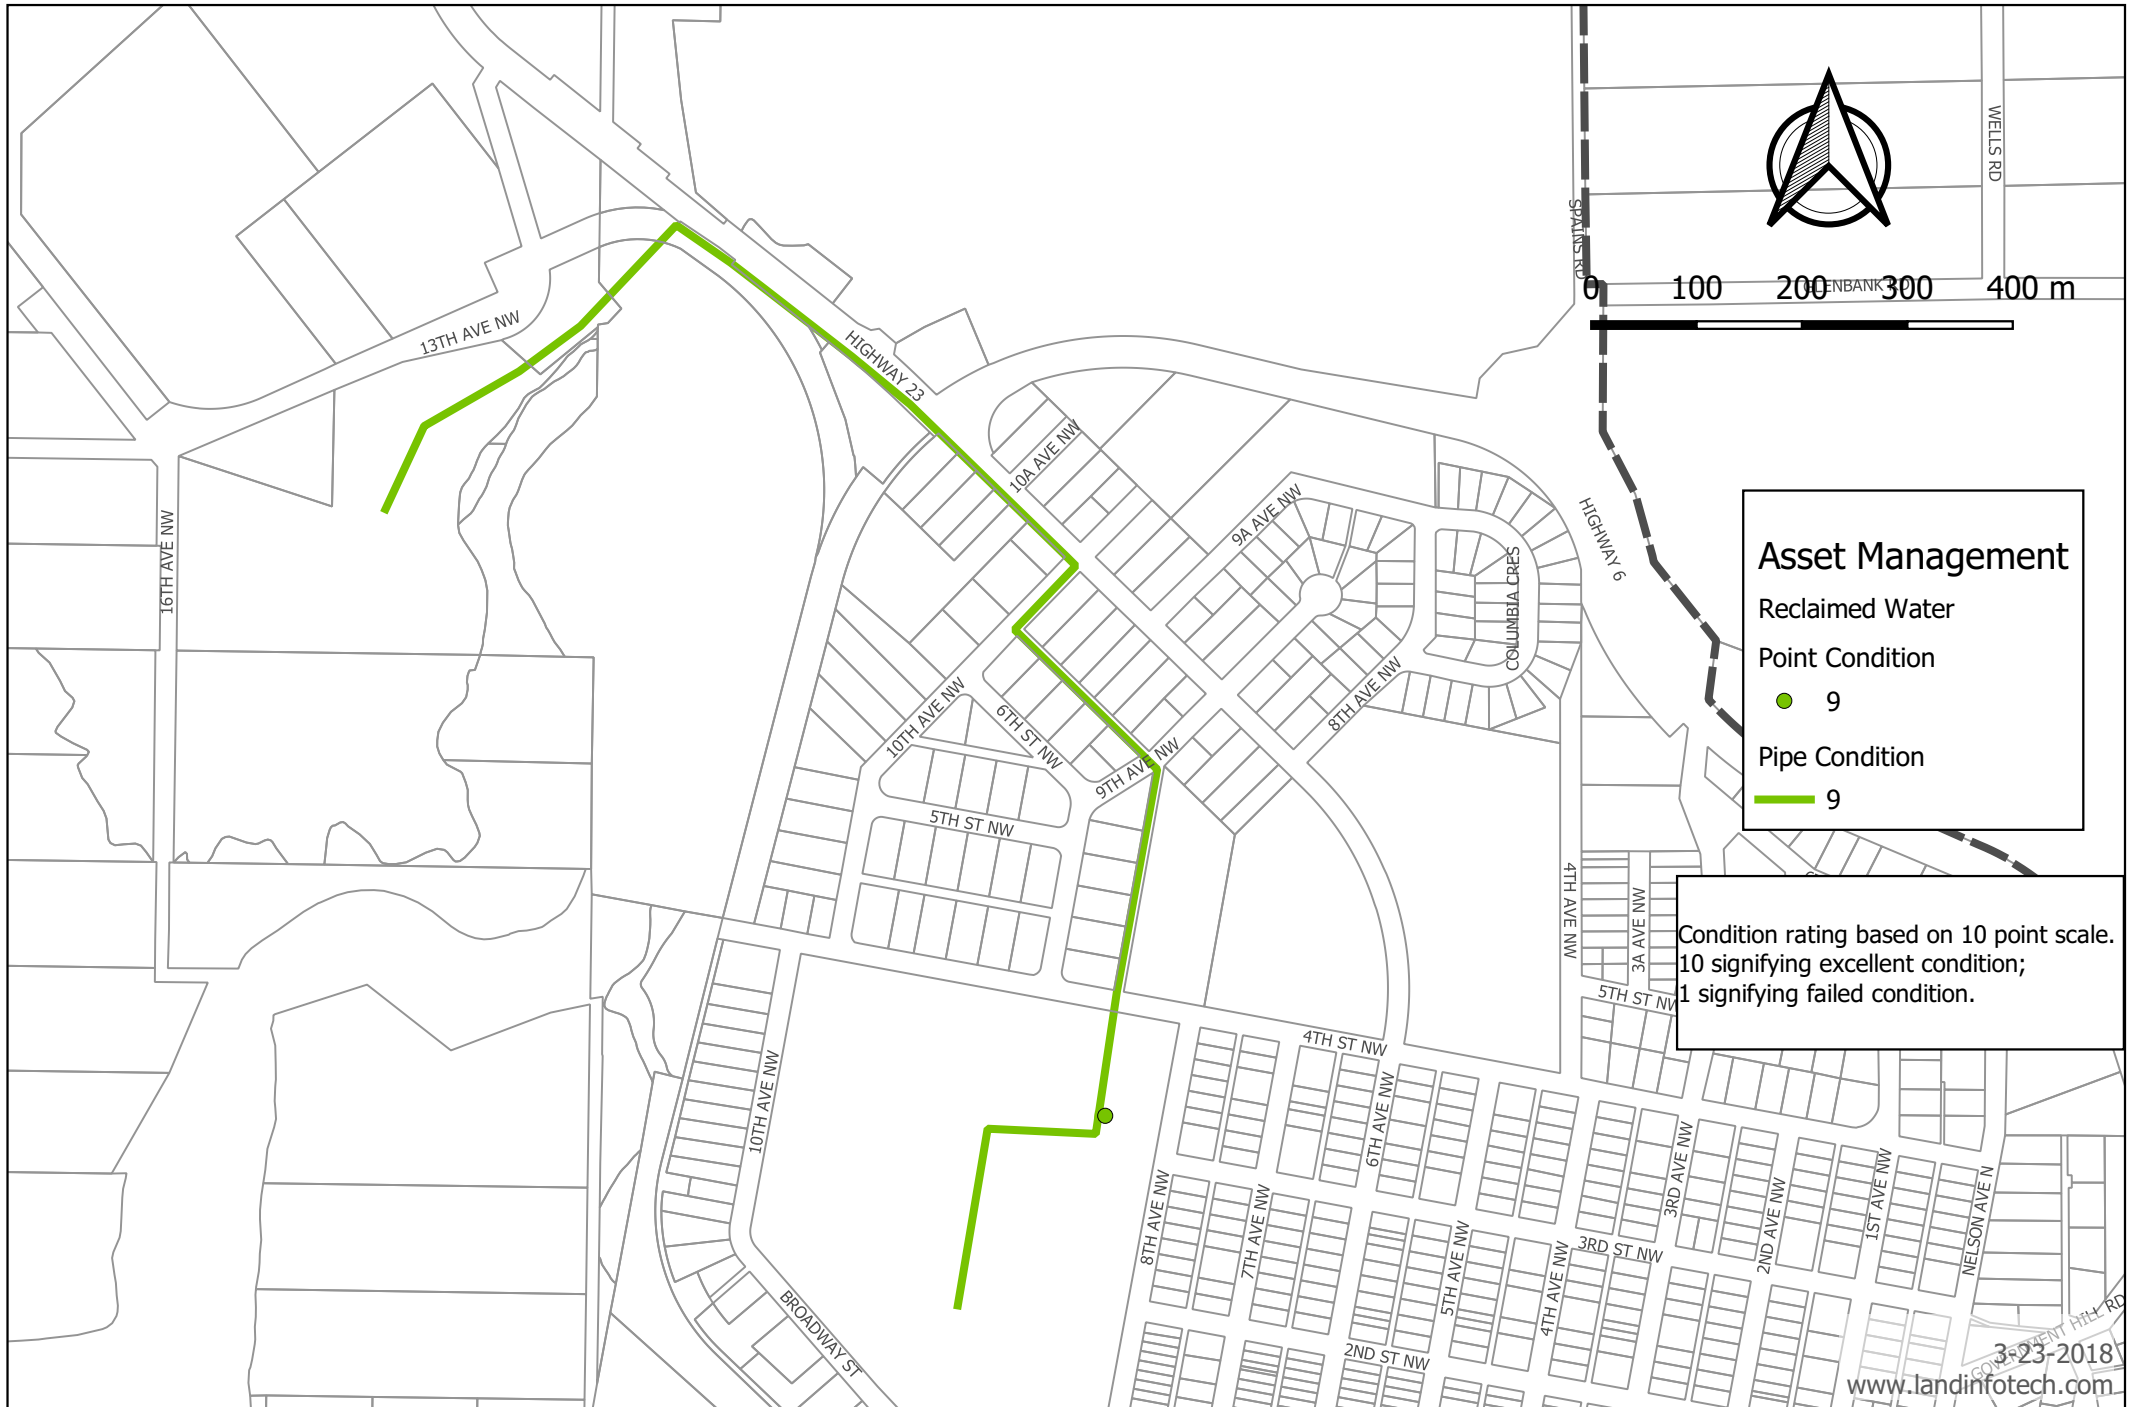 WELLS RD
SPAINS RD
GLENBANK RD
0 100 200 300 400 m
13TH AVE NW
HIGHWAY 23
10A AVE NW
9A AVE NW
HIGHWAY 6
16TH AVE NW
COLUMBIA CRES
Asset Management
Reclaimed Water
Point Condition
9
Pipe Condition
9
10TH AVE NW
6TH ST NW
8TH AVE NW
9TH AVE NW
5TH ST NW
4TH AVE NW
3A AVE NW
Condition rating based on 10 point scale.
10 signifying excellent condition;
1 signifying failed condition.
5TH ST NW
4TH ST NW
10TH AVE NW
6TH AVE NW
3RD AVE NW
1ST AVE NW
NELSON AVE N
8TH AVE NW
7TH AVE NW
2ND AVE NW
5TH AVE NW
4TH AVE NW
3RD ST NW
BROADWAY ST
2ND ST NW
GOVERNMENT HILL RD
3-23-2018
www.landinfotech.com